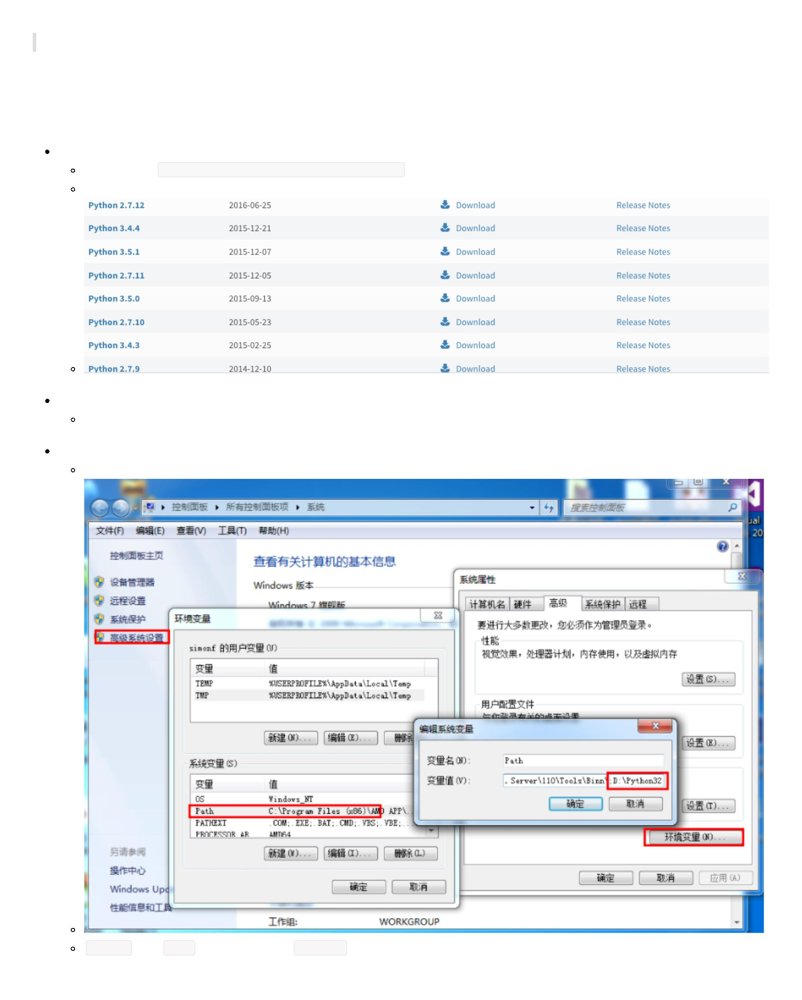 Python 2.7.12 2016-06-25 Download Release Notes
Python 3.4.4 2015-12-21 Download Release Notes
Python 3.5.1 2015-12-07 Download Release Notes
Python 2.7.11 2015-12-05 Download Release Notes
Python 3.5.0 2015-09-13 Download Release Notes
Python 2.7.10 2015-05-23 Download Release Notes
Python 3.4.3 2015-02-25 Download Release Notes
Python 2.7.9 2014-12-10 Download Release Notes
控制面板 所有控制面板项 系统 搜索控制面板
文件(F) 编辑(E) 查看(V) 工具(T) 帮助(H)
ual
20
控制面板主页
设备管理器
远程设置
系统保护
高级系统设置
查看有关计算机的基本信息
Windows 版本
Windows 7 旗舰版
系统属性
计算机名 硬件 高级 系统保护 远程
要进行大多数更改，您必须作为管理员登录。
性能
视觉效果，处理器计划，内存使用，以及虚拟内存
设置(S)...
用户配置文件
与您登录有关的桌面设置
设置(E)...
设置(T)...
环境变量(N)...
确定 取消 应用(A)
环境变量
simonf 的用户变量(U)
变量 值
TEMP %USERPROFILE%\AppData\Local\Temp
TMP %USERPROFILE%\AppData\Local\Temp
新建(N)... 编辑(E)... 删除
系统变量(S)
变量 值
OS Windows_NT
Path C:\Program Files (x86)\AMD APP\...
PATHEXT .COM;.EXE;.BAT;.CMD;.VBS;.VBE;...
PROCESSOR_AR AMD64
新建(W)... 编辑(I)... 删除(L)
确定 取消
编辑系统变量
变量名(N): Path
变量值(V): . Server\110\Tools\Binn\;D:\Python32
确定 取消
另请参阅
操作中心
Windows Upd
性能信息和工具
工作组: WORKGROUP